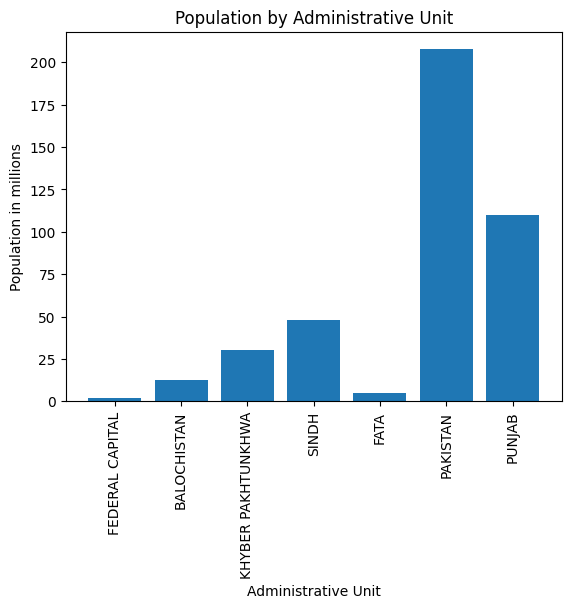 Population by Administrative Unit
Population in millions
200
175
150
125
100
75
50
25
0
FEDERAL CAPITAL
BALOCHISTAN
KHYBER PAKHTUNKHWA
SINDH
FATA
PAKISTAN
PUNJAB
Administrative Unit